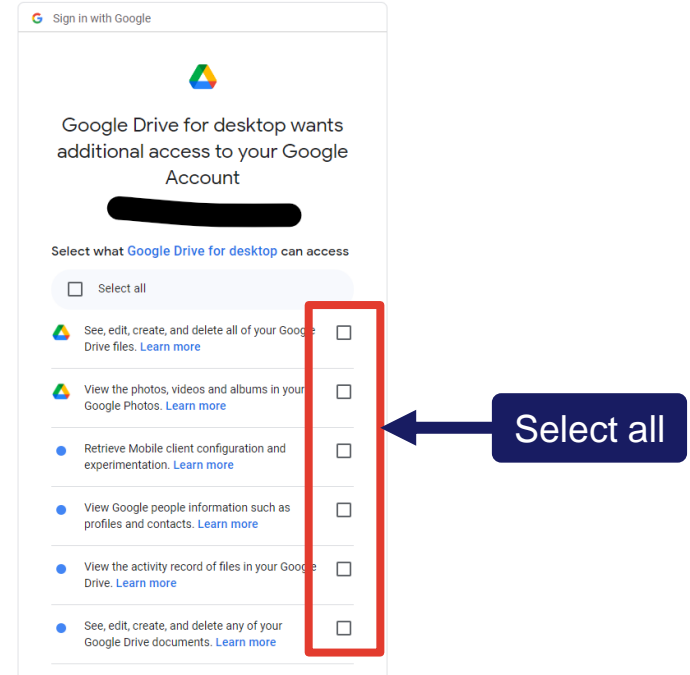 Sign in with Google
Google Drive for desktop wants
additional access to your Google
Account
Select what Google Drive for desktop can access
Select all
See, edit, create, and delete all of your Google
Drive files. Learn more
View the photos, videos and albums in your
Google Photos. Learn more
Retrieve Mobile client configuration and
experimentation. Learn more
View Google people information such as
profiles and contacts. Learn more
View the activity record of files in your Google
Drive. Learn more
See, edit, create, and delete any of your
Google Drive documents. Learn more
Select all